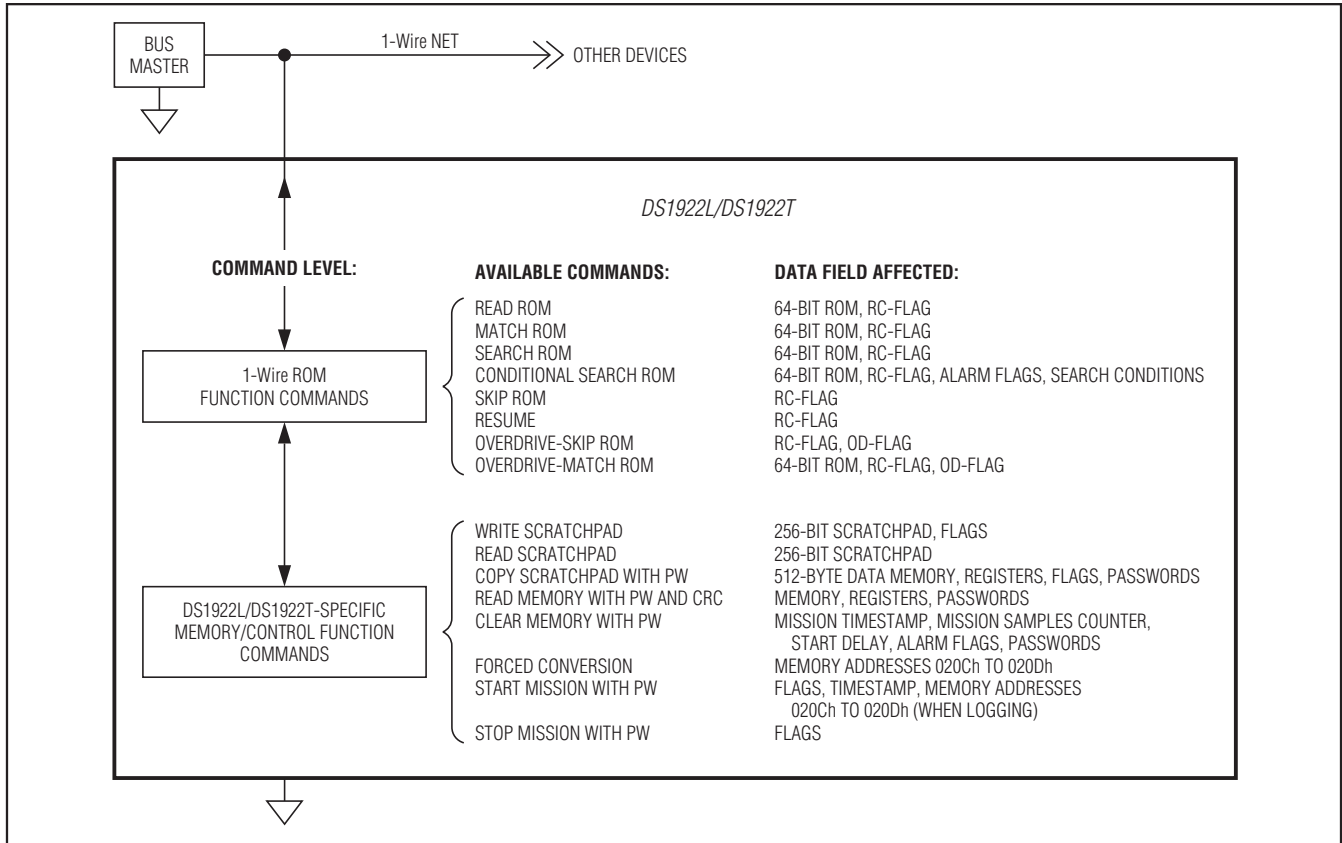 BUS
MASTER
1-Wire NET
OTHER DEVICES
DS1922L/DS1922T
COMMAND LEVEL:
AVAILABLE COMMANDS:
DATA FIELD AFFECTED:
1-Wire ROM
FUNCTION COMMANDS
READ ROM 64-BIT ROM, RC-FLAG
MATCH ROM 64-BIT ROM, RC-FLAG
SEARCH ROM 64-BIT ROM, RC-FLAG
CONDITIONAL SEARCH ROM 64-BIT ROM, RC-FLAG, ALARM FLAGS, SEARCH CONDITIONS
SKIP ROM RC-FLAG
RESUME RC-FLAG
OVERDRIVE-SKIP ROM RC-FLAG, OD-FLAG
OVERDRIVE-MATCH ROM 64-BIT ROM, RC-FLAG, OD-FLAG
DS1922L/DS1922T-SPECIFIC
MEMORY/CONTROL FUNCTION
COMMANDS
WRITE SCRATCHPAD 256-BIT SCRATCHPAD, FLAGS
READ SCRATCHPAD 256-BIT SCRATCHPAD
COPY SCRATCHPAD WITH PW 512-BYTE DATA MEMORY, REGISTERS, FLAGS, PASSWORDS
READ MEMORY WITH PW AND CRC MEMORY, REGISTERS, PASSWORDS
CLEAR MEMORY WITH PW MISSION TIMESTAMP, MISSION SAMPLES COUNTER,
START DELAY, ALARM FLAGS, PASSWORDS
FORCED CONVERSION MEMORY ADDRESSES 020Ch TO 020Dh
START MISSION WITH PW FLAGS, TIMESTAMP, MEMORY ADDRESSES
020Ch TO 020Dh (WHEN LOGGING)
STOP MISSION WITH PW FLAGS